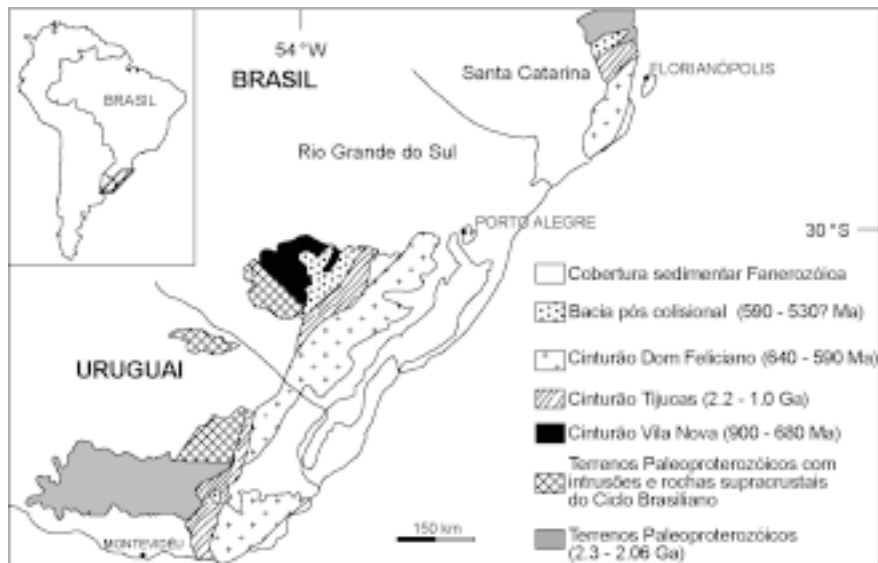 54 °W
BRASIL
Santa Catarina
FLORIANÓPOLIS
BRASIL
Rio Grande do Sul
PORTO ALEGRE
30 °S
Cobertura sedimentar Fanerozóica
Bacia pós colisional (590 - 530? Ma)
URUGUAI
Cinturão Dom Feliciano (640 - 590 Ma)
Cinturão Tijucas (2.2 - 1.0 Ga)
Cinturão Vila Nova (900 - 680 Ma)
Terrenos Paleoproterozóicos com
intrusões e rochas supracrustais
do Ciclo Brasiliano
150 km
MONTEVIDÉU
Terrenos Paleoproterozóicos
(2.3 - 2.06 Ga)